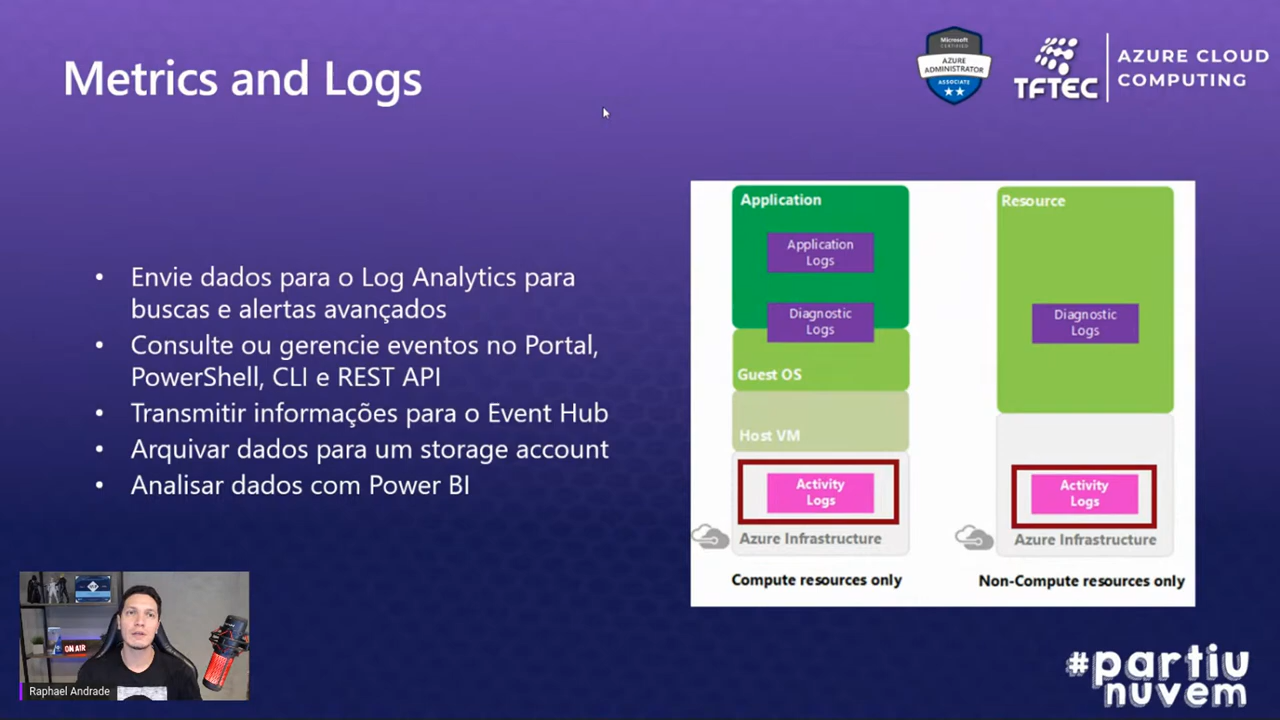 Metrics and Logs
Microsoft
CERTIFIED
AZURE
ADMINISTRATOR
ASSOCIATE
TFTEC
AZURE CLOUD
COMPUTING
• Envie dados para o Log Analytics para
buscas e alertas avançados
• Consulte ou gerencie eventos no Portal,
PowerShell, CLI e REST API
• Transmitir informações para o Event Hub
• Arquivar dados para um storage account
• Analisar dados com Power BI
Application
Application
Logs
Diagnostic
Logs
Guest OS
Host VM
Activity
Logs
Azure Infrastructure
Compute resources only
Resource
Diagnostic
Logs
Activity
Logs
Azure Infrastructure
Non-Compute resources only
ON AIR
Raphael Andrade
#partiu
nuvem